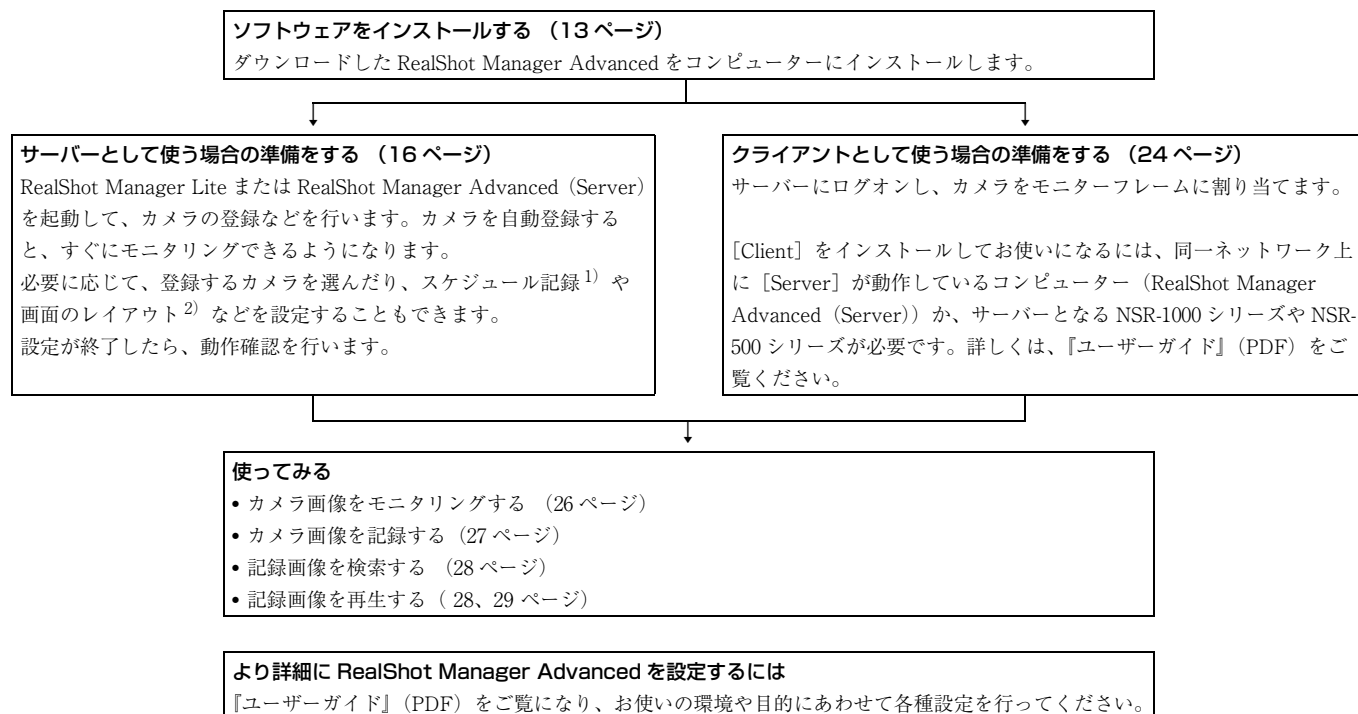 ソフトウェアをインストールする （13 ページ）
ダウンロードした RealShot Manager Advanced をコンピューターにインストールします。
サーバーとして使う場合の準備をする （16 ページ）
RealShot Manager Lite または RealShot Manager Advanced（Server）
を起動して、カメラの登録などを行います。カメラを自動登録する
と、すぐにモニタリングできるようになります。
必要に応じて、登録するカメラを選んだり、スケジュール記録 1) や
画面のレイアウト 2) などを設定することもできます。
設定が終了したら、動作確認を行います。
クライアントとして使う場合の準備をする （24 ページ）
サーバーにログオンし、カメラをモニターフレームに割り当てます。
［Client］をインストールしてお使いになるには、同一ネットワーク上
に［Server］が動作しているコンピューター（RealShot Manager
Advanced（Server））か、サーバーとなる NSR-1000 シリーズや NSR-
500 シリーズが必要です。詳しくは、『ユーザーガイド』（PDF）をご
覧ください。
使ってみる
• カメラ画像をモニタリングする （26 ページ）
• カメラ画像を記録する（27 ページ）
• 記録画像を検索する （28 ページ）
• 記録画像を再生する（ 28、29 ページ）
より詳細に RealShot Manager Advanced を設定するには
『ユーザーガイド』（PDF）をご覧になり、お使いの環境や目的にあわせて各種設定を行ってください。